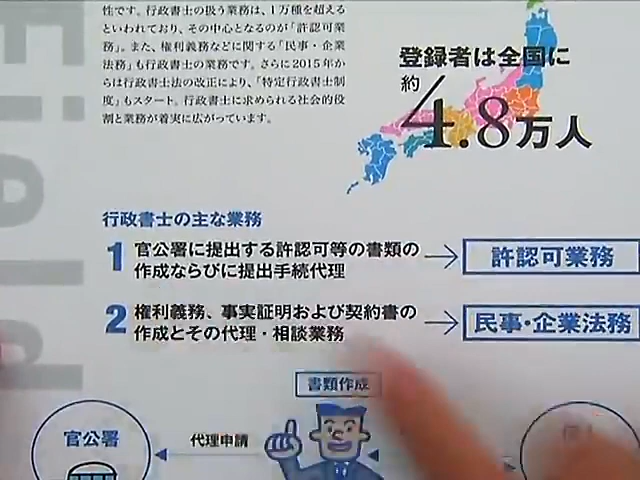 性です。行政書士の扱う業務は、1万種を超える
といわれており、その中心となるのが「許認可業
務」。また、権利義務などに関する「民事・企業
法務」も行政書士の業務です。さらに2015年か
らは行政書士法の改正により、「特定行政書士制
度」もスタート。行政書士に求められる社会的役
割と業務が着実に広がっています。
登録者は全国に
約4.8万人
Field
行政書士の主な業務
1 官公署に提出する許認可等の書類の
作成ならびに提出手続代理
許認可業務
2 権利義務、事実証明および契約書の
作成とその代理・相談業務
民事・企業法務
書類作成
官公署
代理申請